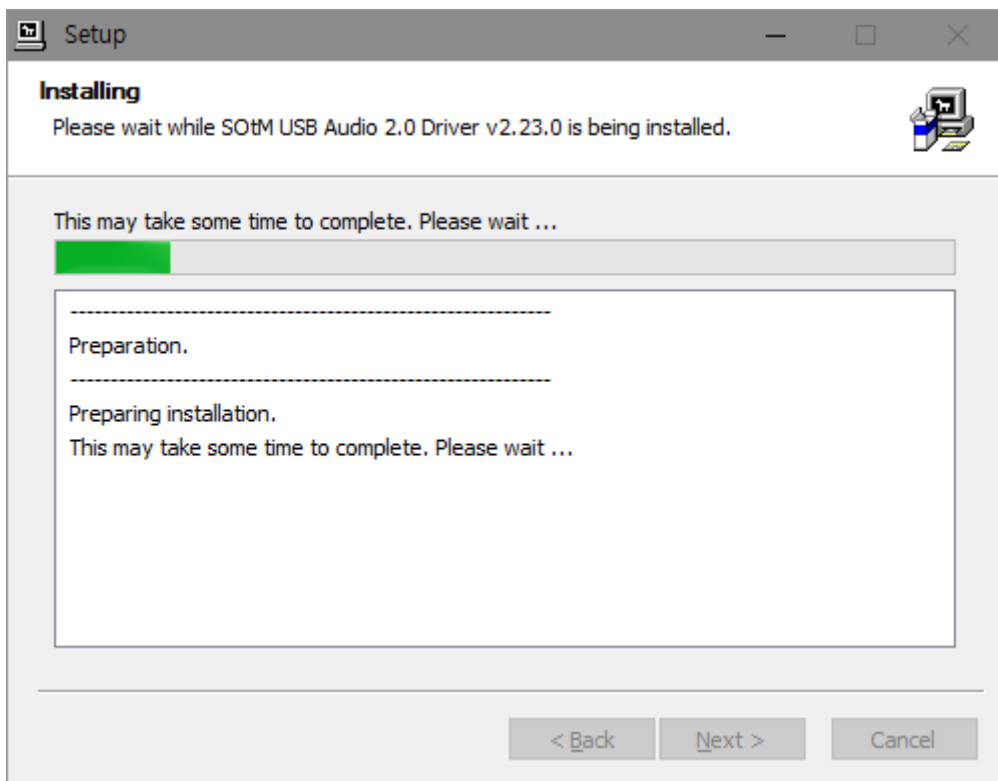 Setup
Installing
Please wait while SOtM USB Audio 2.0 Driver v2.23.0 is being installed.
This may take some time to complete. Please wait ...
------------------------------------------------------------
Preparation.
------------------------------------------------------------
Preparing installation.
This may take some time to complete. Please wait ...
< Back
Next >
Cancel